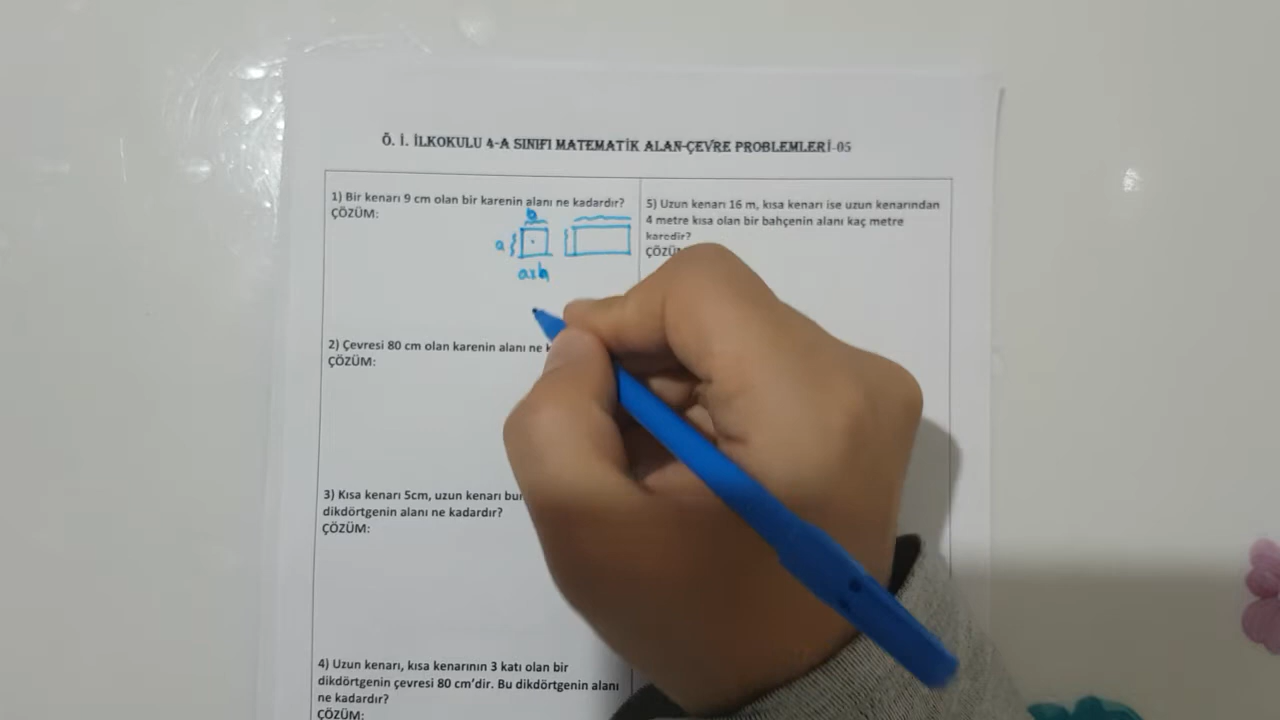 Ö. İ. İLKOKULU 4-A SINIFI MATEMATİK ALAN-ÇEVRE PROBLEMLERİ-05
1) Bir kenarı 9 cm olan bir karenin alanı ne kadardır?
ÇÖZÜM:
b
a
axb
2) Çevresi 80 cm olan karenin alanı ne
ÇÖZÜM:
3) Kısa kenarı 5cm, uzun kenarı
dikdörtgenin alanı ne kadardır?
ÇÖZÜM:
4) Uzun kenarı, kısa kenarının 3 katı olan bir
dikdörtgenin çevresi 80 cm'dir. Bu dikdörtgenin alanı
ne kadardır?
ÇÖZÜM:
5) Uzun kenarı 16 m, kısa kenarı ise uzun kenarından
4 metre kısa olan bir bahçenin alanı kaç metre
karedir?